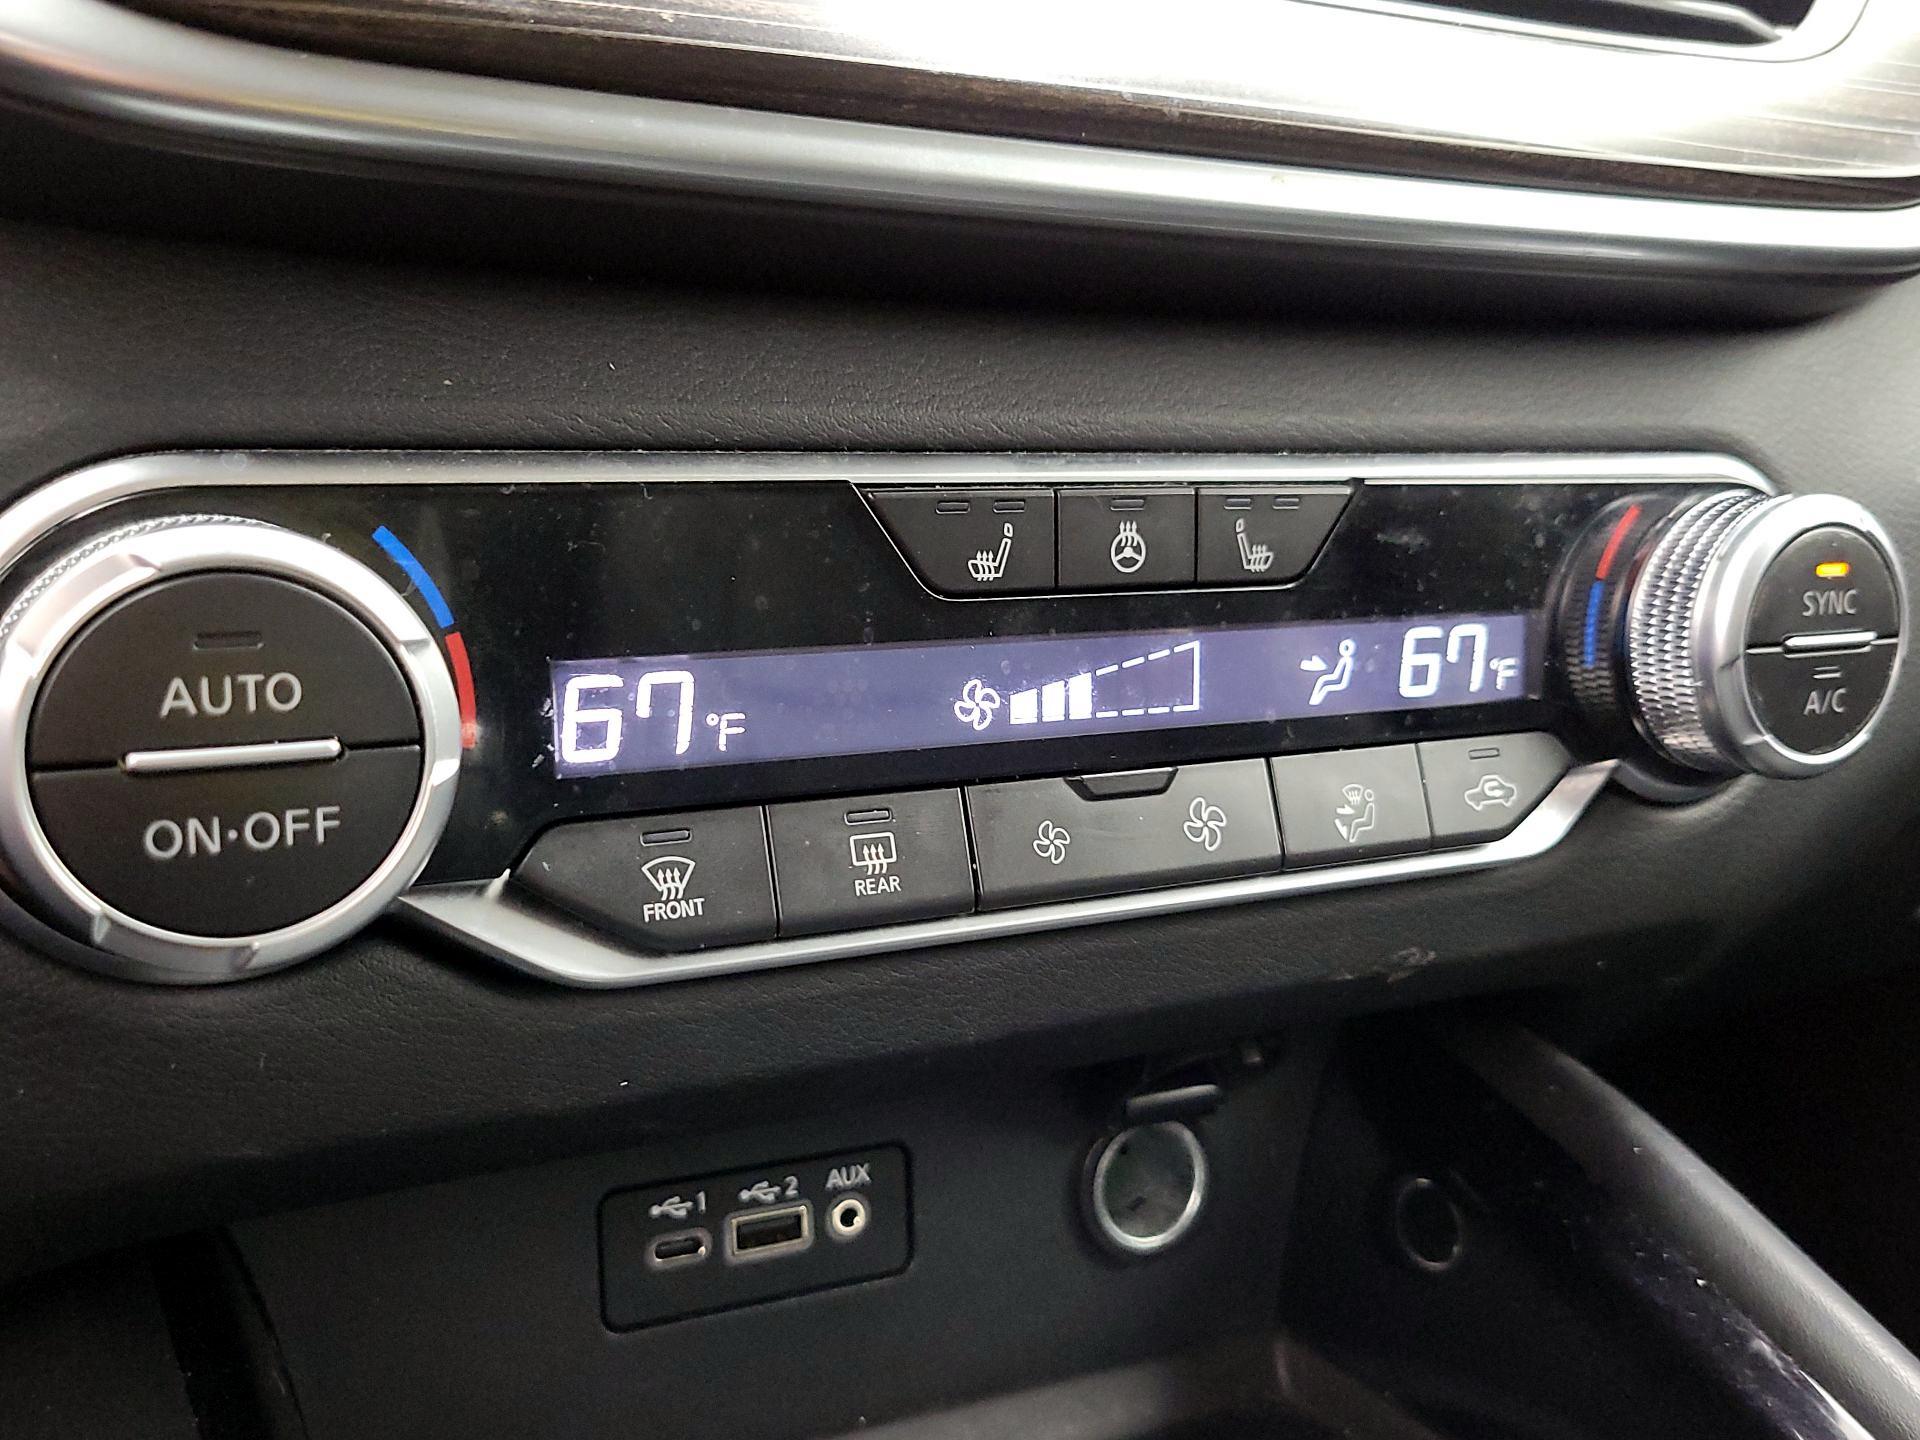 AUTO
ON·OFF
67°F
67°F
SYNC
A/C
FRONT
REAR
1
2
AUX